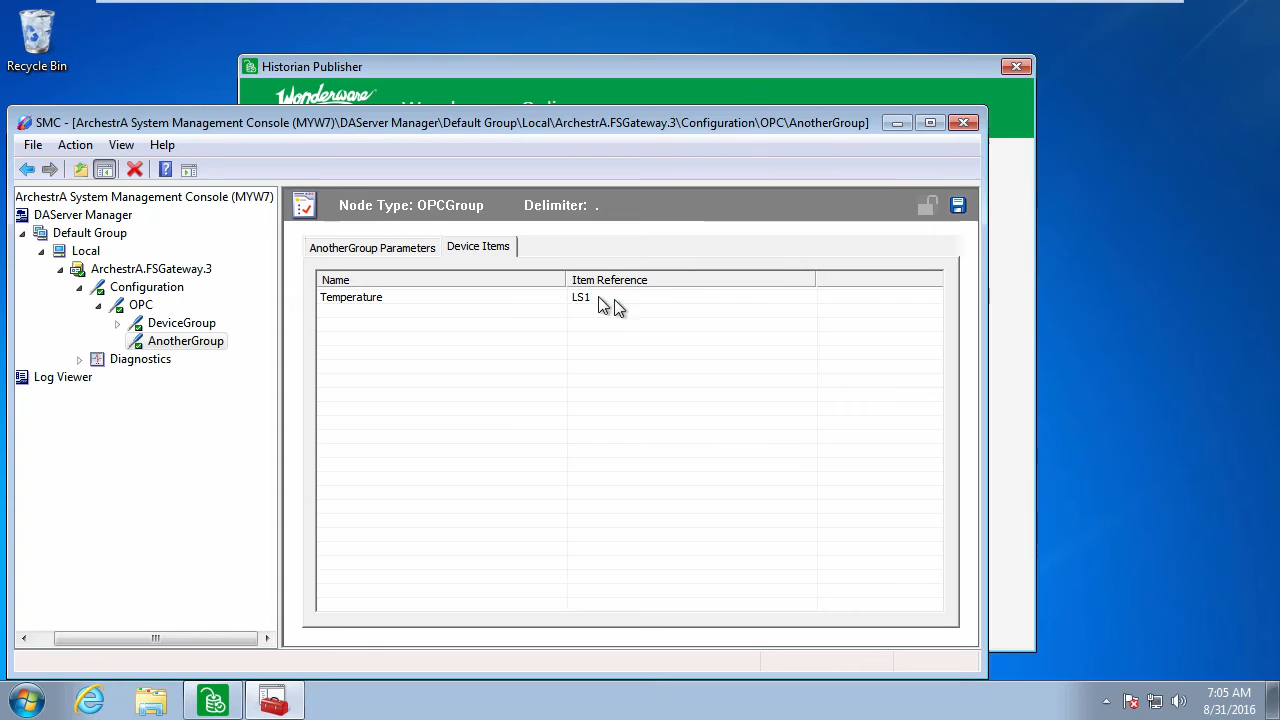 Recycle Bin
Historian Publisher
Wonderware
SMC - [ArchestrA System Management Console (MYW7)\DAServer Manager\Default Group\Local\ArchestrA.FSGateway.3\Configuration\OPC\AnotherGroup]
File Action View Help
ArchestrA System Management Console (MYW7)
DAServer Manager
Default Group
Local
ArchestrA.FSGateway.3
Configuration
OPC
DeviceGroup
AnotherGroup
Diagnostics
Log Viewer
Node Type: OPCGroup Delimiter: .
AnotherGroup Parameters Device Items
Name Item Reference
Temperature LS1
7:05 AM
8/31/2016